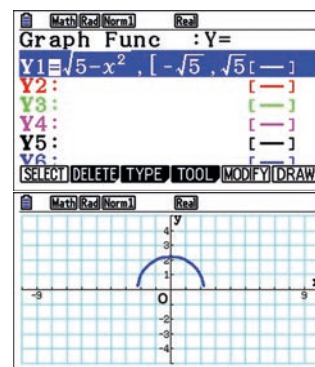 Math Rad Norm1 Real
Graph Func :Y=
Y1=√5-x², [-√5, √5[—]
Y2: [—]
Y3: [—]
Y4: [—]
Y5: [—]
Y6: [—]
SELECT DELETE TYPE TOOL MODIFY DRAW
Math Rad Norm1 Real
y
4
3
2
1
-9 O 9 x
-2
-3
-4